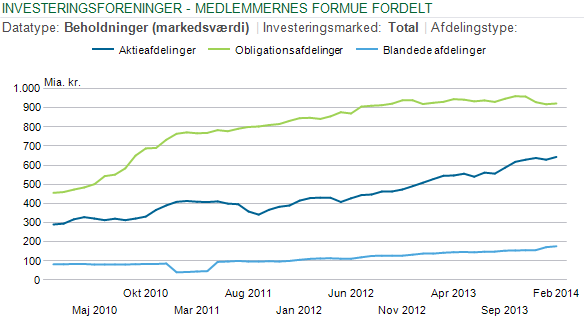 INVESTERINGSFORENINGER - MEDLEMMERNES FORMUE FORDELT
Datatype: Beholdninger (markedsværdi) | Investeringsmarked: Total | Afdelingstype:
Aktieafdelinger Obligationsafdelinger Blandede afdelinger
Mia. kr.
1.000
900
800
700
600
500
400
300
200
100
0
Okt 2010 Aug 2011 Jun 2012 Apr 2013 Feb 2014
Maj 2010 Mar 2011 Jan 2012 Nov 2012 Sep 2013